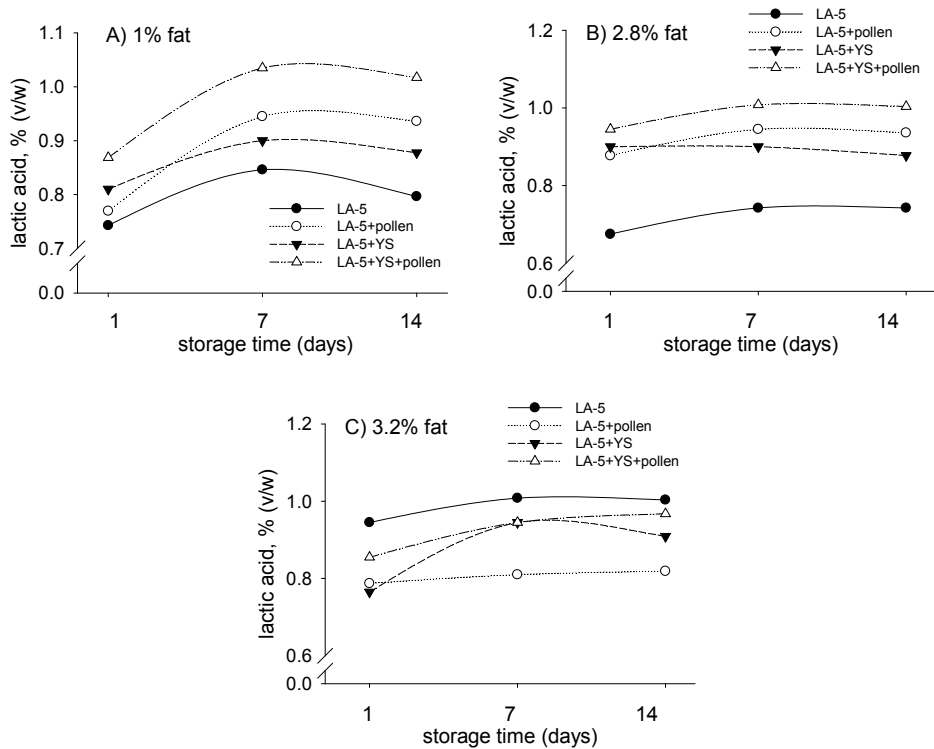 A) 1% fat
1.1
1.0
0.9
0.8
0.7
0.0
lactic acid, % (v/w)
LA-5
LA-5+pollen
LA-5+YS
LA-5+YS+pollen
1 7 14
storage time (days)
B) 2.8% fat
LA-5
LA-5+pollen
LA-5+YS
LA-5+YS+pollen
1.2
1.0
0.8
0.6
0.0
lactic acid, % (v/w)
1 7 14
storage time (days)
C) 3.2% fat
LA-5
LA-5+pollen
LA-5+YS
LA-5+YS+pollen
1.2
1.0
0.8
0.6
0.0
lactic acid, % (v/w)
1 7 14
storage time (days)